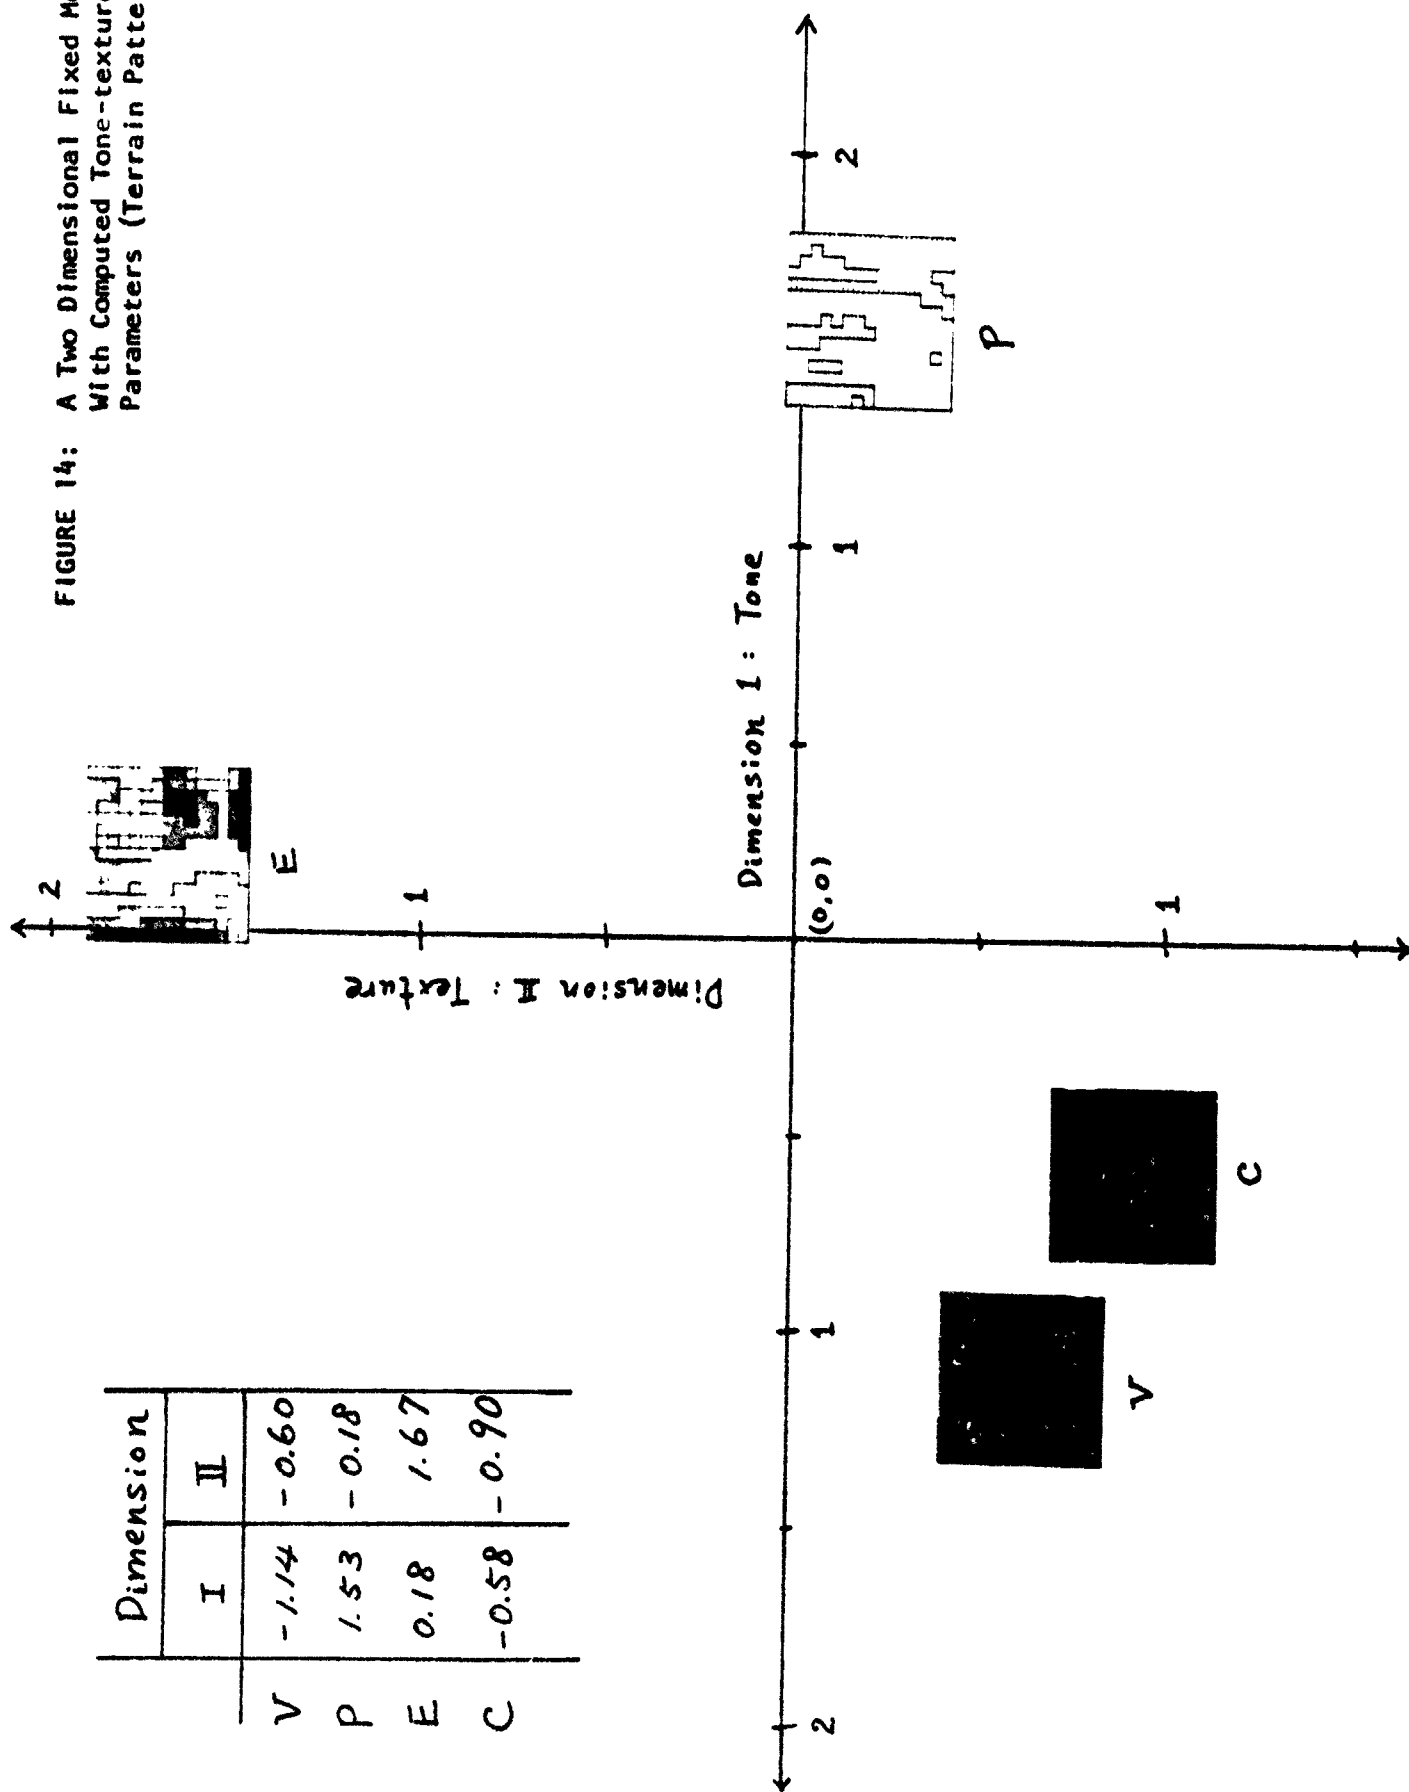 FIGURE 14: A Two Dimensional Fixed
With Computed Tone-texture
Parameters (Terrain
Dimension
I II
V -1.14 -0.60
P 1.53 -0.18
E 0.18 1.67
C -0.58 -0.90
2
E
1
Dimension II : Texture
Dimension 1 : Tone
(0,0)
2
1
1
2
P
1
V
C